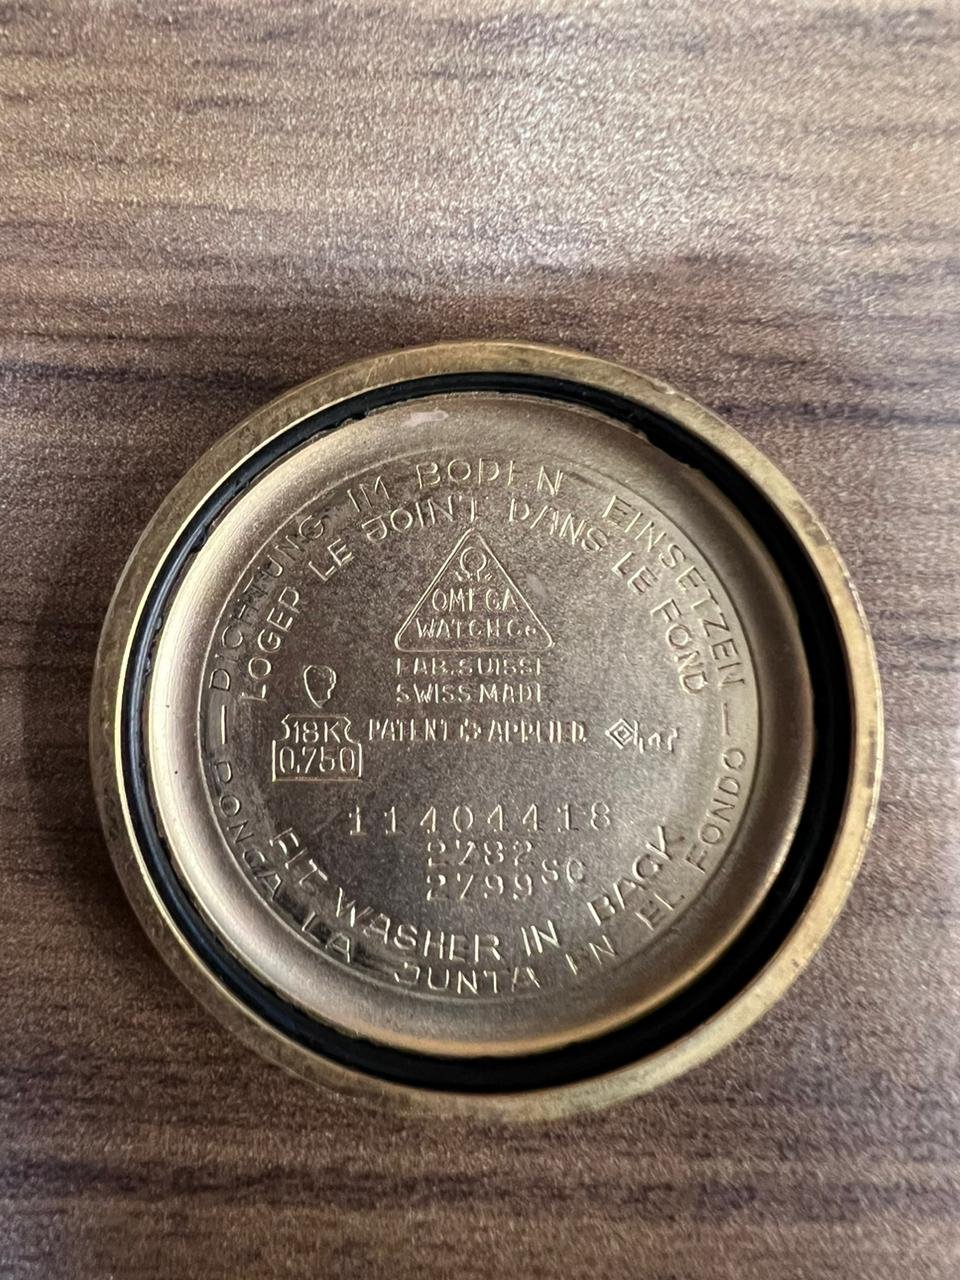 — DICHTUNG IM BODEN EINSETZEN —
LOGER LE JOINT DANS LE FOND
Ω
OMEGA
WATCH Co
FAB. SUISSE
SWISS MADE
18K
0,750
PATENTS APPLIED
11404418
2782
2799 SC
FIT WASHER IN BACK
PONGA LA JUNTA EN EL FONDO